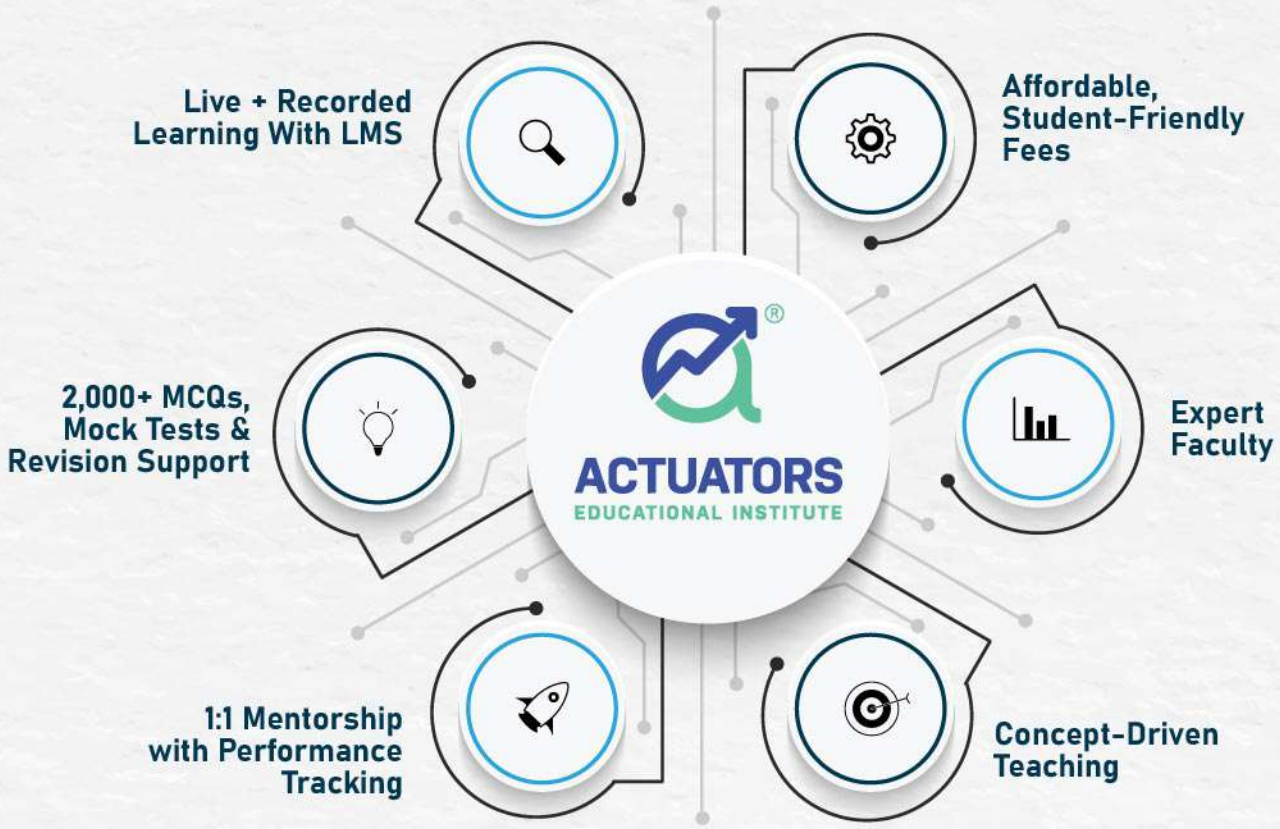 Live + Recorded
Learning With LMS
Affordable,
Student-Friendly
Fees
2,000+ MCQs,
Mock Tests &
Revision Support
®
ACTUATORS
EDUCATIONAL INSTITUTE
Expert
Faculty
1:1 Mentorship
with Performance
Tracking
Concept-Driven
Teaching